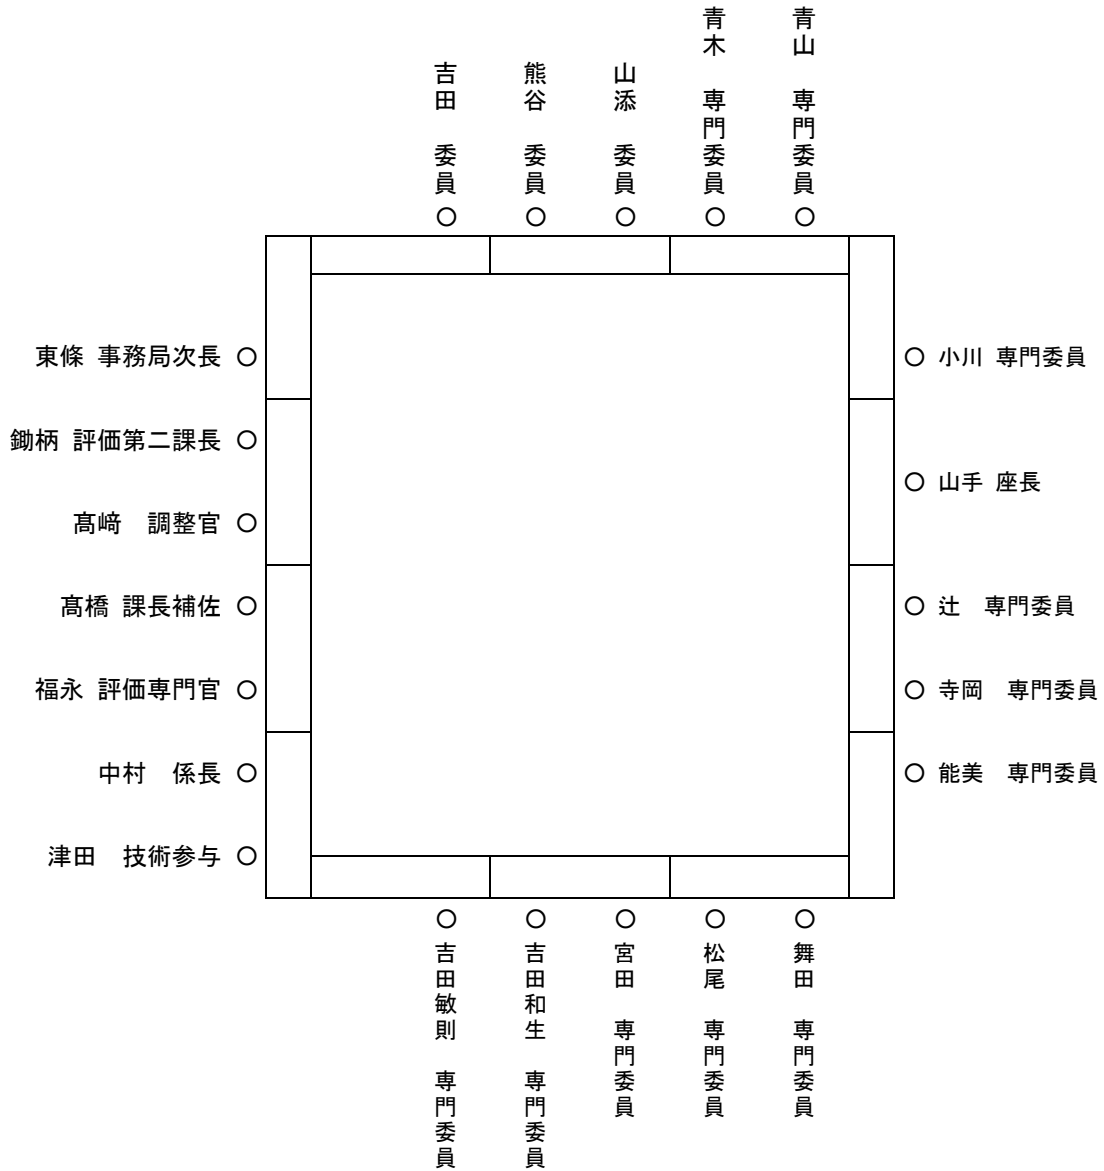 吉田　委員
熊谷　委員
山添　委員
青木　専門委員
青山　専門委員
東條 事務局次長
鋤柄 評価第二課長
髙﨑　調整官
髙橋 課長補佐
福永 評価専門官
中村　係長
津田　技術参与
小川 専門委員
山手 座長
辻　専門委員
寺岡　専門委員
能美　専門委員
吉田敏則　専門委員
吉田和生　専門委員
宮田　専門委員
松尾　専門委員
舞田　専門委員